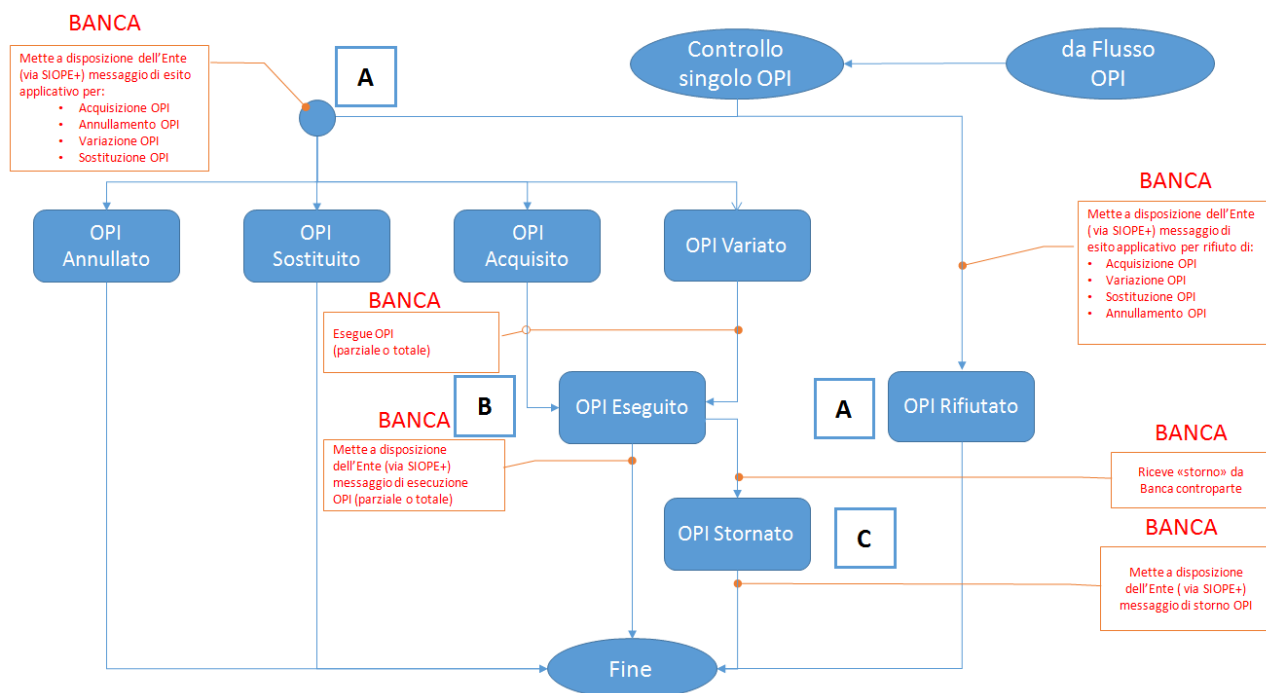 BANCA
Mette a disposizione dell'Ente
(via SIOPE+) messaggio di esito
applicativo per:
• Acquisizione OPI
• Annullamento OPI
• Variazione OPI
• Sostituzione OPI
A
Controllo
singolo OPI
da Flusso
OPI
OPI
Annullato
OPI
Sostituito
OPI
Acquisito
OPI Variato
BANCA
Mette a disposizione dell'Ente
( via SIOPE+) messaggio di
esito applicativo per rifiuto di:
• Acquisizione OPI
• Variazione OPI
• Sostituzione OPI
• Annullamento OPI
BANCA
Esegue OPI
(parziale o totale)
B
OPI Eseguito
A
OPI Rifiutato
BANCA
Mette a disposizione
dell'Ente (via SIOPE+)
messaggio di esecuzione
OPI (parziale o totale)
BANCA
Riceve «storno» da
Banca controparte
OPI Stornato
C
BANCA
Mette a disposizione
dell'Ente ( via SIOPE+)
messaggio di storno OPI
Fine